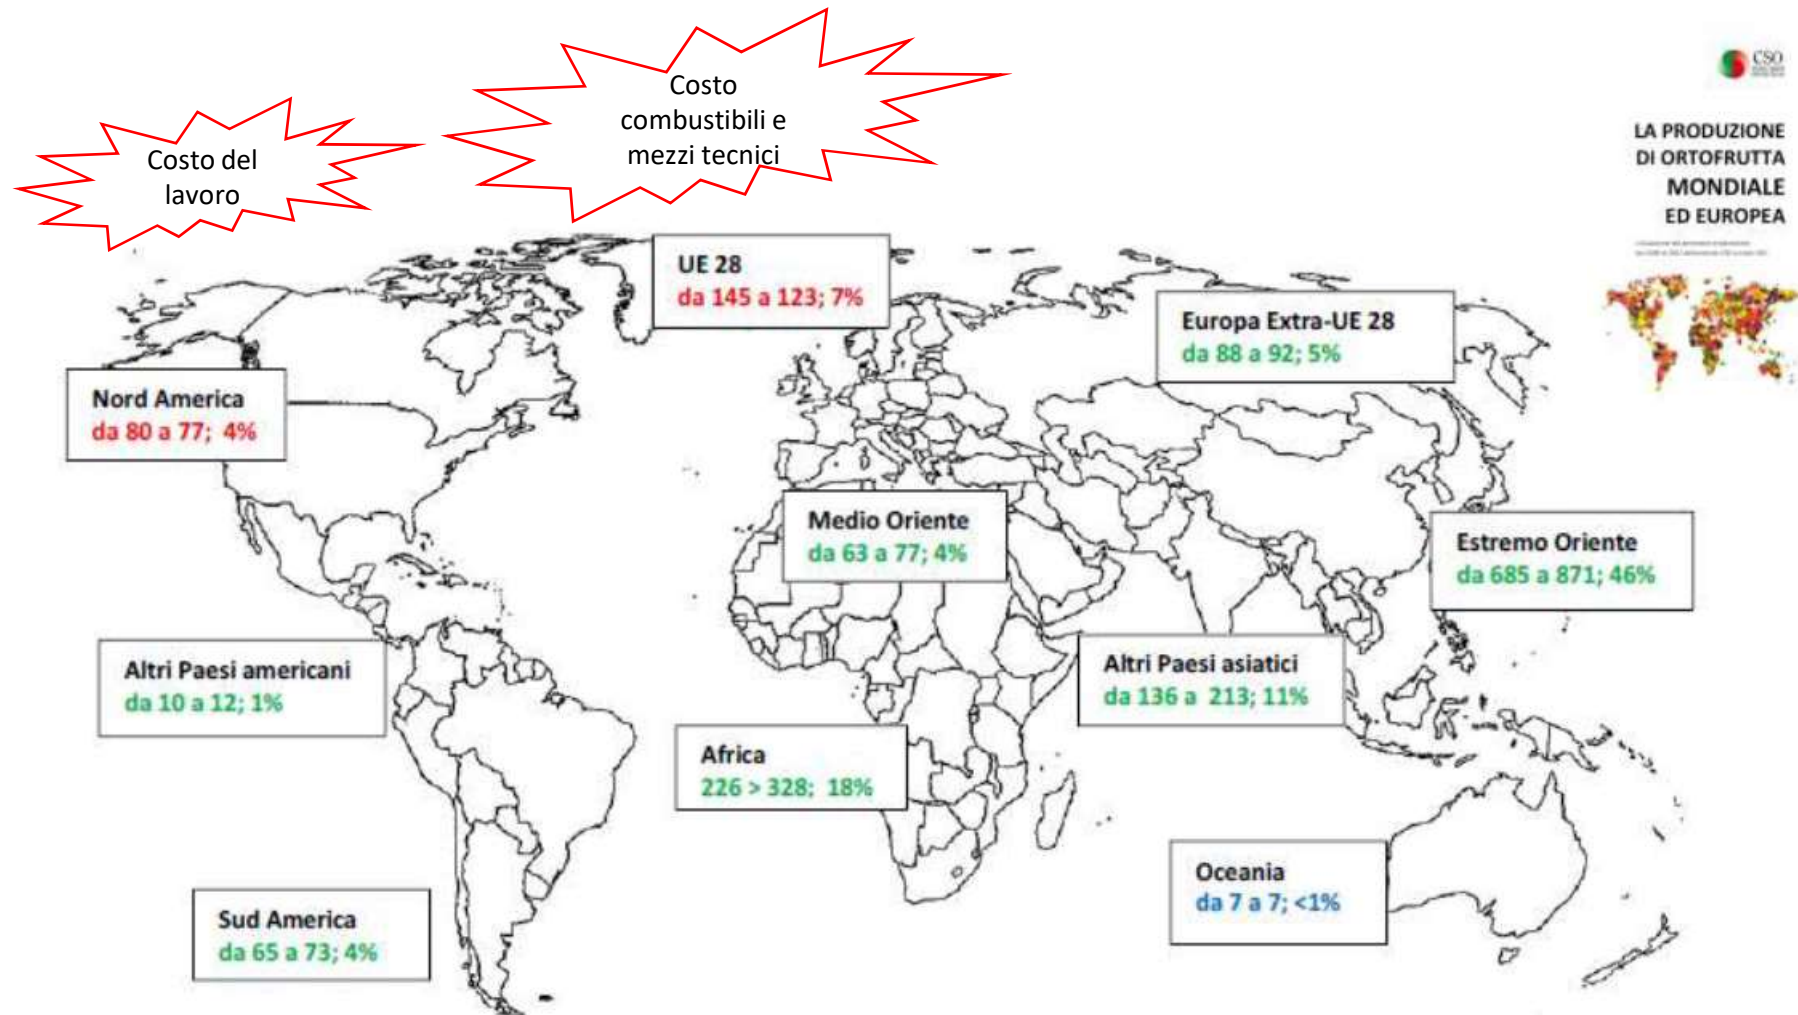 Costo del
lavoro
Costo
combustibili e
mezzi tecnici
CSO
LA PRODUZIONE
DI ORTOFRUTTA
MONDIALE
ED EUROPEA
UE 28
da 145 a 123; 7%
Europa Extra-UE 28
da 88 a 92; 5%
Nord America
da 80 a 77; 4%
Medio Oriente
da 63 a 77; 4%
Estremo Oriente
da 685 a 871; 46%
Altri Paesi americani
da 10 a 12; 1%
Altri Paesi asiatici
da 136 a 213; 11%
Africa
226 > 328; 18%
Oceania
da 7 a 7; <1%
Sud America
da 65 a 73; 4%